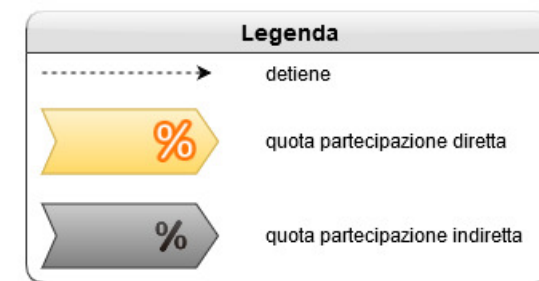 Legenda
detiene
%
quota partecipazione diretta
%
quota partecipazione indiretta